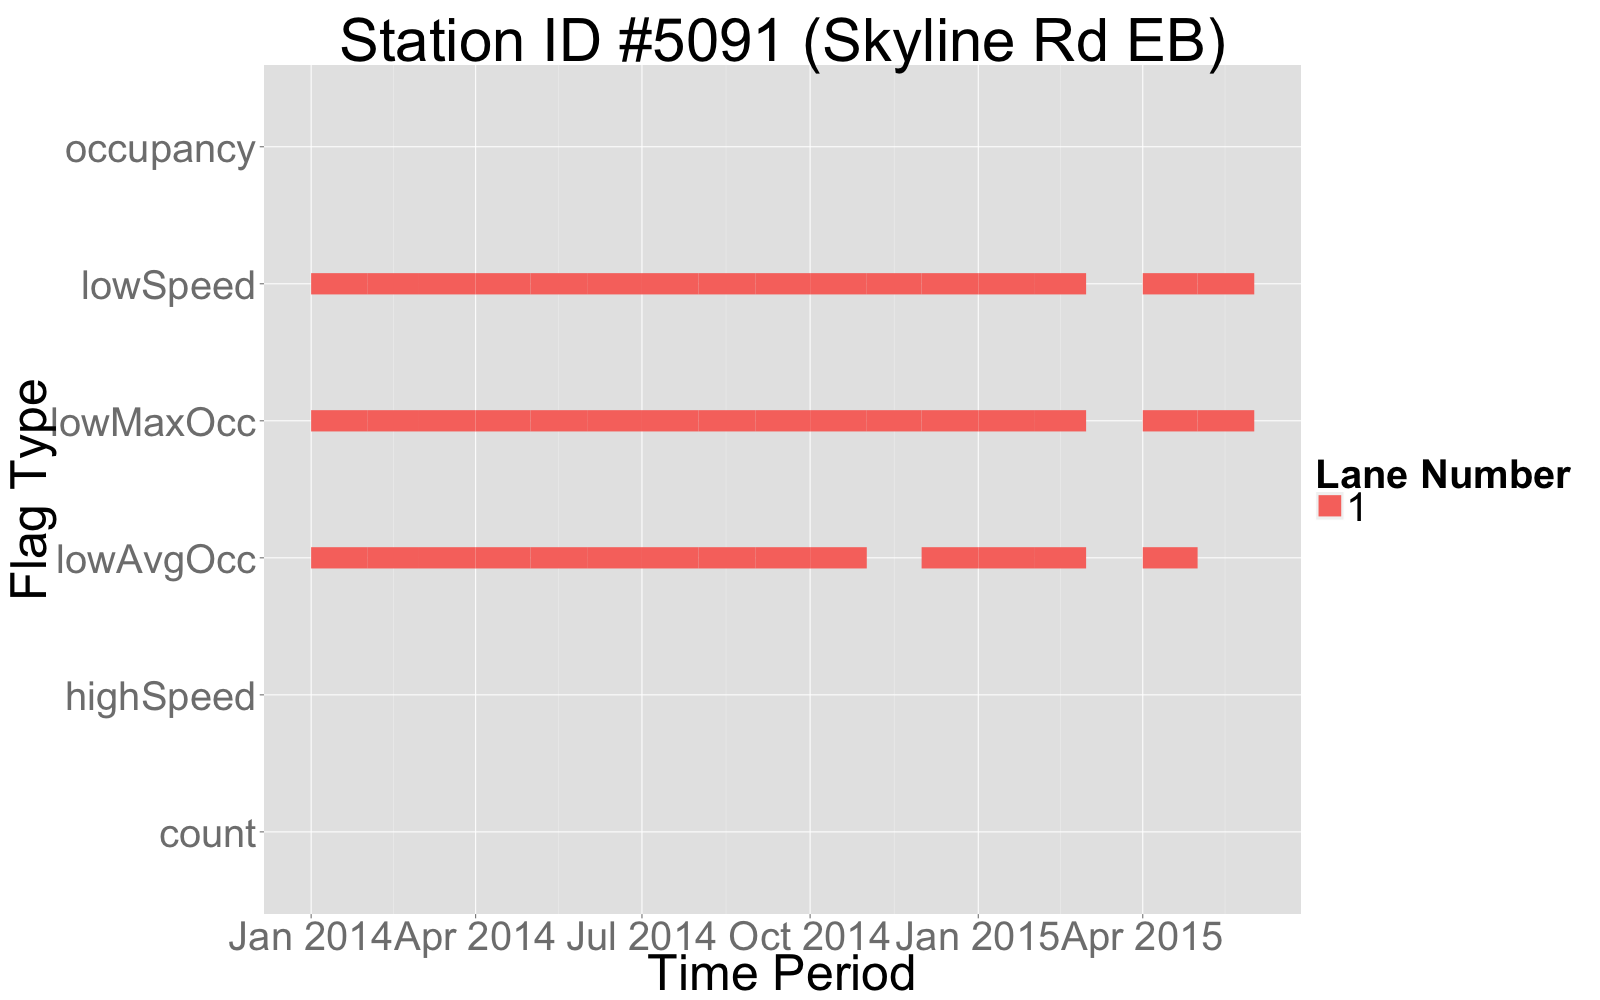 Station ID #5091 (Skyline Rd EB)
occupancy
lowSpeed
lowMaxOcc
lowAvgOcc
highSpeed
count
Flag Type
Jan 2014 Apr 2014 Jul 2014 Oct 2014 Jan 2015 Apr 2015
Time Period
Lane Number
1